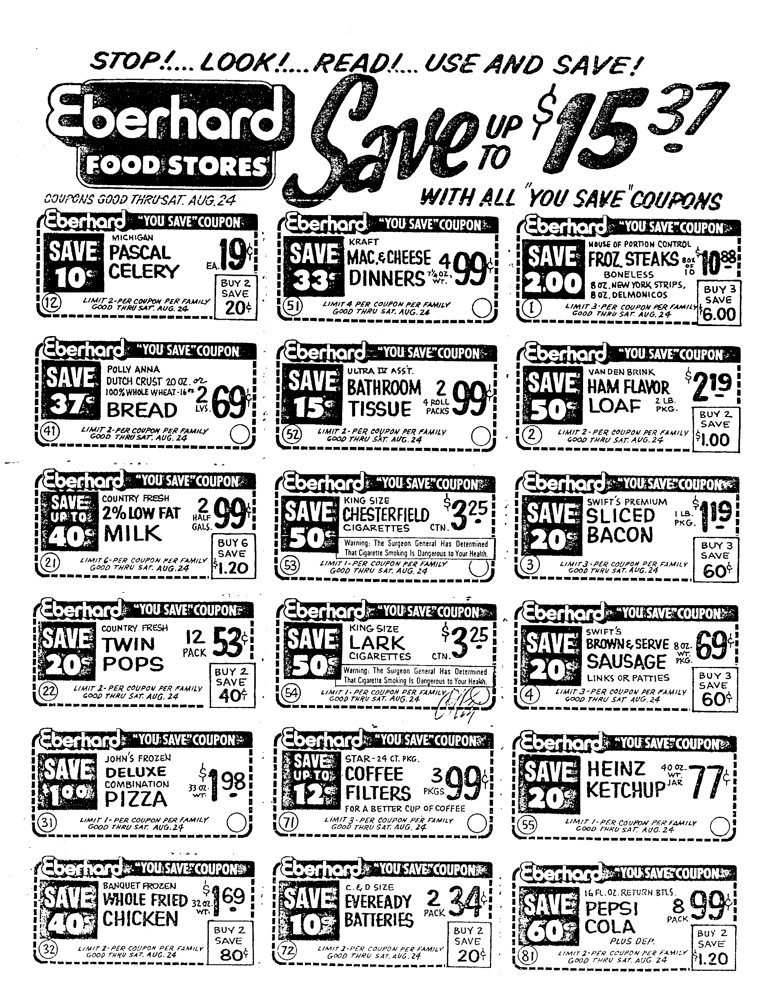 STOP!... LOOK!... READ!... USE AND SAVE!
Eberhard
FOOD STORES
Save UP TO $15.37
COUPONS GOOD THRU SAT. AUG. 24
WITH ALL "YOU SAVE" COUPONS
Eberhard "YOU SAVE" COUPON
SAVE 10¢
MICHIGAN
PASCAL
CELERY
EA. 19¢
BUY 2
SAVE
20¢
12
LIMIT 2-PER COUPON PER FAMILY
GOOD THRU SAT. AUG. 24
Eberhard "YOU SAVE" COUPON
SAVE 33¢
KRAFT
MAC. & CHEESE
DINNERS
7¼ OZ. WT.
4 99¢
51
LIMIT 4 PER COUPON PER FAMILY
GOOD THRU SAT. AUG. 24
Eberhard "YOU SAVE" COUPON
SAVE 2.00
HOUSE OF PORTION CONTROL
FROZ. STEAKS
BONELESS
8 OZ. NEW YORK STRIPS,
8 OZ. DELMONICOS
$10.88
BUY 3
SAVE
$6.00
1
LIMIT 3-PER COUPON PER FAMILY
GOOD THRU SAT. AUG. 24
Eberhard "YOU SAVE" COUPON
SAVE 37¢
POLLY ANNA
DUTCH CRUST 20 OZ. OR
100% WHOLE WHEAT-16 OZ
BREAD
2 LVS. 69¢
41
LIMIT 2-PER COUPON PER FAMILY
GOOD THRU SAT. AUG. 24
Eberhard "YOU SAVE" COUPON
SAVE 15¢
ULTRA IV ASS'T.
BATHROOM
TISSUE
2
4 ROLL
PACKS
99¢
52
LIMIT 2-PER COUPON PER FAMILY
GOOD THRU SAT. AUG. 24
Eberhard "YOU SAVE" COUPON
SAVE 50¢
VAN DEN BRINK
HAM FLAVOR
LOAF
2 LB.
PKG.
$2.19
BUY 2
SAVE
$1.00
2
LIMIT 2-PER COUPON PER FAMILY
GOOD THRU SAT. AUG. 24
Eberhard "YOU SAVE" COUPON
SAVE UP TO 40¢
COUNTRY FRESH
2% LOW FAT
MILK
2
HALF
GALS.
99¢
BUY 6
SAVE
$1.20
21
LIMIT 6-PER COUPON PER FAMILY
GOOD THRU SAT. AUG. 24
Eberhard "YOU SAVE" COUPON
SAVE 50¢
KING SIZE
CHESTERFIELD
CIGARETTES
CTN. $3.25
Warning: The Surgeon General Has Determined
That Cigarette Smoking Is Dangerous to Your Health.
53
LIMIT 1-PER COUPON PER FAMILY
GOOD THRU SAT. AUG. 24
Eberhard "YOU SAVE" COUPON
SAVE 20¢
SWIFT'S PREMIUM
SLICED
BACON
1 LB.
PKG.
$1.19
BUY 3
SAVE
60¢
3
LIMIT 3-PER COUPON PER FAMILY
GOOD THRU SAT. AUG. 24
Eberhard "YOU SAVE" COUPON
SAVE 20¢
COUNTRY FRESH
TWIN
POPS
12
PACK
53¢
BUY 2
SAVE
40¢
22
LIMIT 2-PER COUPON PER FAMILY
GOOD THRU SAT. AUG. 24
Eberhard "YOU SAVE" COUPON
SAVE 50¢
KING SIZE
LARK
CIGARETTES
CTN. $3.25
Warning: The Surgeon General Has Determined
That Cigarette Smoking Is Dangerous to Your Health.
54
LIMIT 1-PER COUPON PER FAMILY
GOOD THRU SAT. AUG. 24
Eberhard "YOU SAVE" COUPON
SAVE 20¢
SWIFT'S
BROWN & SERVE
SAUSAGE
LINKS OR PATTIES
8 OZ.
PKG.
69¢
BUY 3
SAVE
60¢
4
LIMIT 3-PER COUPON PER FAMILY
GOOD THRU SAT. AUG. 24
Eberhard "YOU SAVE" COUPON
SAVE $1.00
JOHN'S FROZEN
DELUXE
COMBINATION
PIZZA
33 OZ.
WT.
$1.98
31
LIMIT 1-PER COUPON PER FAMILY
GOOD THRU SAT. AUG. 24
Eberhard "YOU SAVE" COUPON
SAVE UP TO 12¢
STAR-24 CT. PKG.
COFFEE
FILTERS
3
PKGS.
99¢
FOR A BETTER CUP OF COFFEE
71
LIMIT 3-PER COUPON PER FAMILY
GOOD THRU SAT. AUG. 24
Eberhard "YOU SAVE" COUPON
SAVE 20¢
HEINZ
KETCHUP
40 OZ.
WT.
JAR
77¢
55
LIMIT 1-PER COUPON PER FAMILY
GOOD THRU SAT. AUG. 24
Eberhard "YOU SAVE" COUPON
SAVE 40¢
BANQUET FROZEN
WHOLE FRIED
CHICKEN
32 OZ
WT.
$1.69
BUY 2
SAVE
80¢
32
LIMIT 2-PER COUPON PER FAMILY
GOOD THRU SAT. AUG. 24
Eberhard "YOU SAVE" COUPON
SAVE 10¢
C. & D SIZE
EVEREADY
BATTERIES
2
PACK
34¢
BUY 2
SAVE
20¢
72
LIMIT 2-PER COUPON PER FAMILY
GOOD THRU SAT. AUG. 24
Eberhard "YOU SAVE" COUPON
SAVE 60¢
16 FL. OZ. RETURN BTLS.
PEPSI
COLA
PLUS DEP.
8
PACK
99¢
BUY 2
SAVE
$1.20
81
LIMIT 2-PER COUPON PER FAMILY
GOOD THRU SAT. AUG. 24